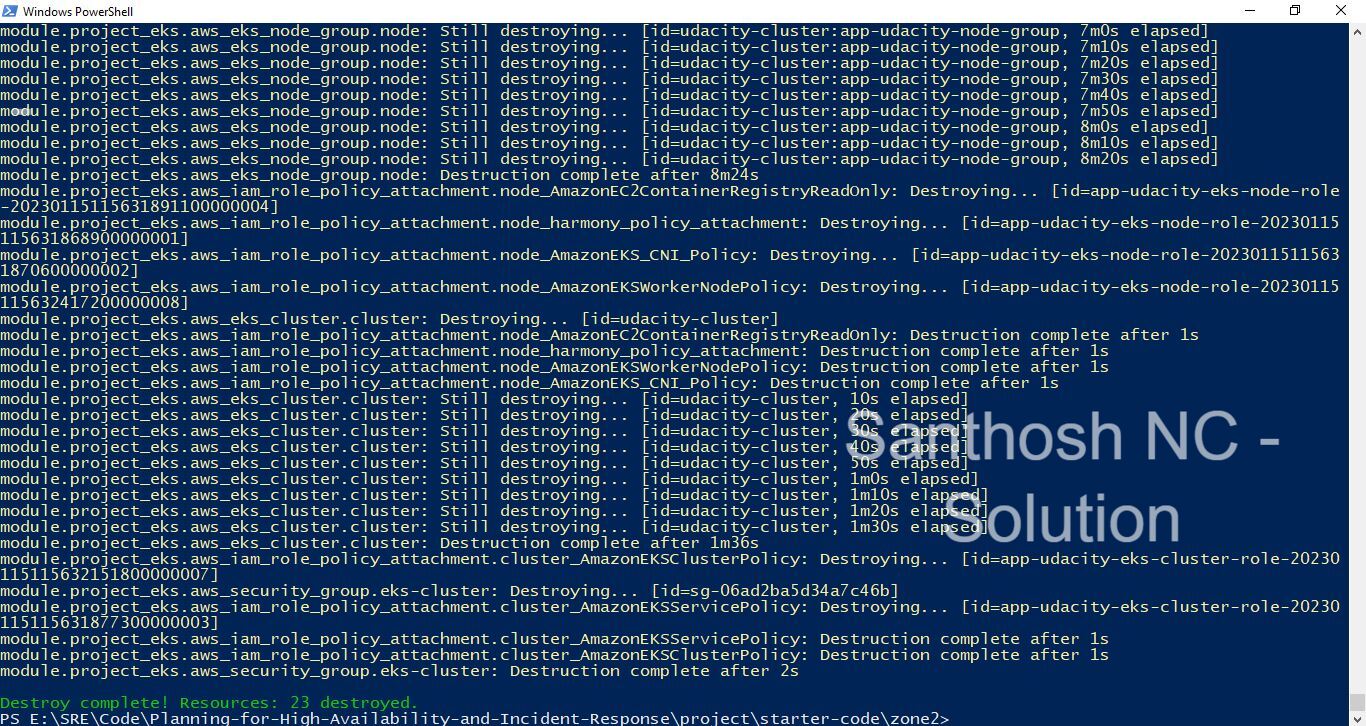 Windows PowerShell
module.project_eks.aws_eks_node_group.node: Still destroying... [id=udacity-cluster:app-udacity-node-group, 7m0s elapsed]
module.project_eks.aws_eks_node_group.node: Still destroying... [id=udacity-cluster:app-udacity-node-group, 7m10s elapsed]
module.project_eks.aws_eks_node_group.node: Still destroying... [id=udacity-cluster:app-udacity-node-group, 7m20s elapsed]
module.project_eks.aws_eks_node_group.node: Still destroying... [id=udacity-cluster:app-udacity-node-group, 7m30s elapsed]
module.project_eks.aws_eks_node_group.node: Still destroying... [id=udacity-cluster:app-udacity-node-group, 7m40s elapsed]
module.project_eks.aws_eks_node_group.node: Still destroying... [id=udacity-cluster:app-udacity-node-group, 7m50s elapsed]
module.project_eks.aws_eks_node_group.node: Still destroying... [id=udacity-cluster:app-udacity-node-group, 8m0s elapsed]
module.project_eks.aws_eks_node_group.node: Still destroying... [id=udacity-cluster:app-udacity-node-group, 8m10s elapsed]
module.project_eks.aws_eks_node_group.node: Still destroying... [id=udacity-cluster:app-udacity-node-group, 8m20s elapsed]
module.project_eks.aws_eks_node_group.node: Destruction complete after 8m24s
module.project_eks.aws_iam_role_policy_attachment.node_AmazonEC2ContainerRegistryReadOnly: Destroying... [id=app-udacity-eks-node-role
-20230115115631891100000004]
module.project_eks.aws_iam_role_policy_attachment.node_harmony_policy_attachment: Destroying... [id=app-udacity-eks-node-role-20230115
115631868900000001]
module.project_eks.aws_iam_role_policy_attachment.node_AmazonEKS_CNI_Policy: Destroying... [id=app-udacity-eks-node-role-2023011511563
1870600000002]
module.project_eks.aws_iam_role_policy_attachment.node_AmazonEKSWorkerNodePolicy: Destroying... [id=app-udacity-eks-node-role-20230115
115632417200000008]
module.project_eks.aws_eks_cluster.cluster: Destroying... [id=udacity-cluster]
module.project_eks.aws_iam_role_policy_attachment.node_AmazonEC2ContainerRegistryReadOnly: Destruction complete after 1s
module.project_eks.aws_iam_role_policy_attachment.node_harmony_policy_attachment: Destruction complete after 1s
module.project_eks.aws_iam_role_policy_attachment.node_AmazonEKSWorkerNodePolicy: Destruction complete after 1s
module.project_eks.aws_iam_role_policy_attachment.node_AmazonEKS_CNI_Policy: Destruction complete after 1s
module.project_eks.aws_eks_cluster.cluster: Still destroying... [id=udacity-cluster, 10s elapsed]
module.project_eks.aws_eks_cluster.cluster: Still destroying... [id=udacity-cluster, 20s elapsed]
module.project_eks.aws_eks_cluster.cluster: Still destroying... [id=udacity-cluster, 30s elapsed]
module.project_eks.aws_eks_cluster.cluster: Still destroying... [id=udacity-cluster, 40s elapsed]
module.project_eks.aws_eks_cluster.cluster: Still destroying... [id=udacity-cluster, 50s elapsed]
module.project_eks.aws_eks_cluster.cluster: Still destroying... [id=udacity-cluster, 1m0s elapsed]
module.project_eks.aws_eks_cluster.cluster: Still destroying... [id=udacity-cluster, 1m10s elapsed]
module.project_eks.aws_eks_cluster.cluster: Still destroying... [id=udacity-cluster, 1m20s elapsed]
module.project_eks.aws_eks_cluster.cluster: Still destroying... [id=udacity-cluster, 1m30s elapsed]
module.project_eks.aws_eks_cluster.cluster: Destruction complete after 1m36s
module.project_eks.aws_iam_role_policy_attachment.cluster_AmazonEKSClusterPolicy: Destroying... [id=app-udacity-eks-cluster-role-20230
115115632151800000007]
module.project_eks.aws_security_group.eks-cluster: Destroying... [id=sg-06ad2ba5d34a7c46b]
module.project_eks.aws_iam_role_policy_attachment.cluster_AmazonEKSServicePolicy: Destroying... [id=app-udacity-eks-cluster-role-20230
115115631877300000003]
module.project_eks.aws_iam_role_policy_attachment.cluster_AmazonEKSServicePolicy: Destruction complete after 1s
module.project_eks.aws_iam_role_policy_attachment.cluster_AmazonEKSClusterPolicy: Destruction complete after 1s
module.project_eks.aws_security_group.eks-cluster: Destruction complete after 2s
Destroy complete! Resources: 23 destroyed.
PS E:\SRE\Code\Planning-for-High-Availability-and-Incident-Response\project\starter-code\zone2>
Santhosh NC -
Solution